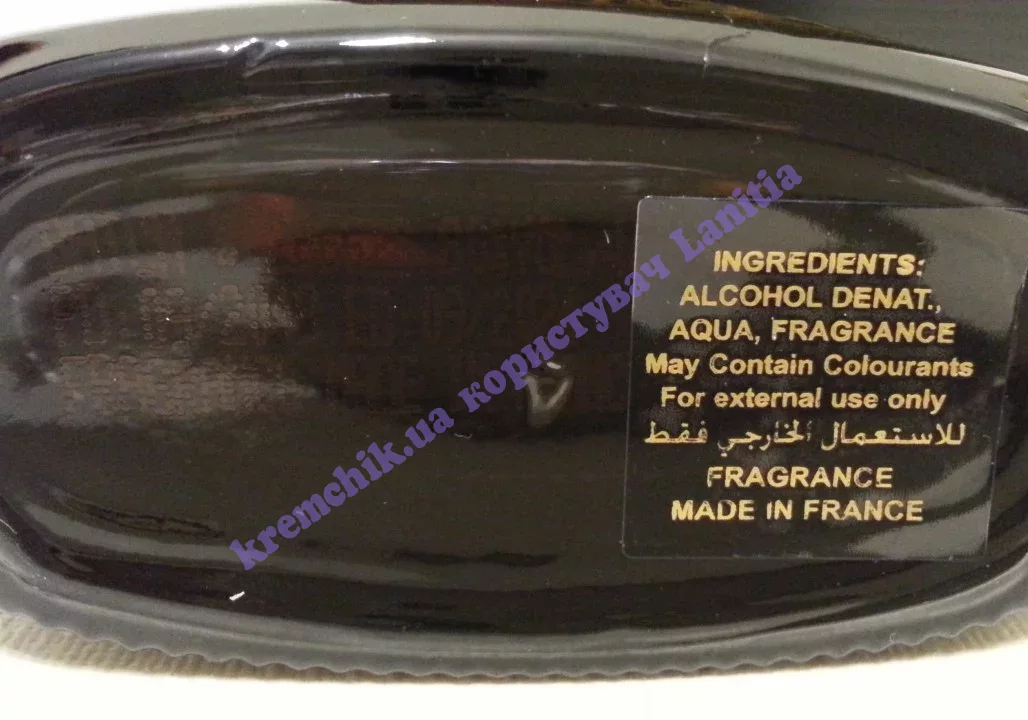 INGREDIENTS:
ALCOHOL DENAT.,
AQUA, FRAGRANCE
May Contain Colourants
For external use only
للاستعمال الخارجي فقط
FRAGRANCE
MADE IN FRANCE
kremchik.ua користувач Lanitia